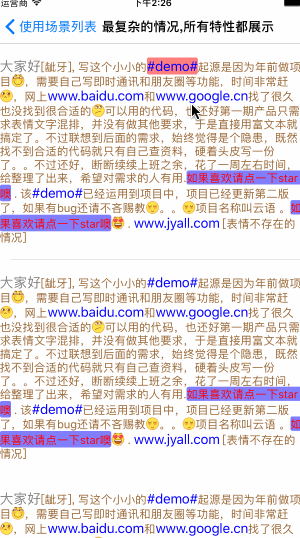 下午2:26
使用场景列表 最复杂的情况,所有特性都展示
大家好[龇牙], 写这个小小的#demo#起源是因为年前做项
目😁，需要自己写即时通讯和朋友圈等功能，时间非常赶
🤔，网上www.baidu.com和www.google.cn找了很久
也没找到很合适的🤔可以用的代码，也还好第一期产品只需
求表情文字混排，并没有做其他要求，于是直接用富文本就
搞定了。不过联想到后面的需求，始终觉得是个隐患，既然
找不到合适的代码就只有自己查资料，硬着头皮写一份
了。。不过还好，断断续续上班之余，花了一周左右时间，
给整理了出来，希望对需求的人有用.如果喜欢请点一下star
噢 . 该#demo#已经运用到项目中，项目已经更新第二版
了，如果有bug还请不吝赐教😏。。😏项目名称叫云语 。如
果喜欢请点一下star噢😍 . www.jyall.com [表情不存在的
情况]
大家好[龇牙], 写这个小小的#demo#起源是因为年前做项
目😁，需要自己写即时通讯和朋友圈等功能，时间非常赶
🤔，网上www.baidu.com和www.google.cn找了很久
也没找到很合适的🤔可以用的代码，也还好第一期产品只需
求表情文字混排，并没有做其他要求，于是直接用富文本就
搞定了。不过联想到后面的需求，始终觉得是个隐患，既然
找不到合适的代码就只有自己查资料，硬着头皮写一份
了。。不过还好，断断续续上班之余，花了一周左右时间，
给整理了出来，希望对需求的人有用.如果喜欢请点一下star
噢 . 该#demo#已经运用到项目中，项目已经更新第二版
了，如果有bug还请不吝赐教😏。。😏项目名称叫云语 。如
果喜欢请点一下star噢😍 . www.jyall.com [表情不存在的
情况]
大家好[龇牙], 写这个小小的#demo#起源是因为年前做项
目😁，需要自己写即时通讯和朋友圈等功能，时间非常赶
🤔，网上www.baidu.com和www.google.cn找了很久